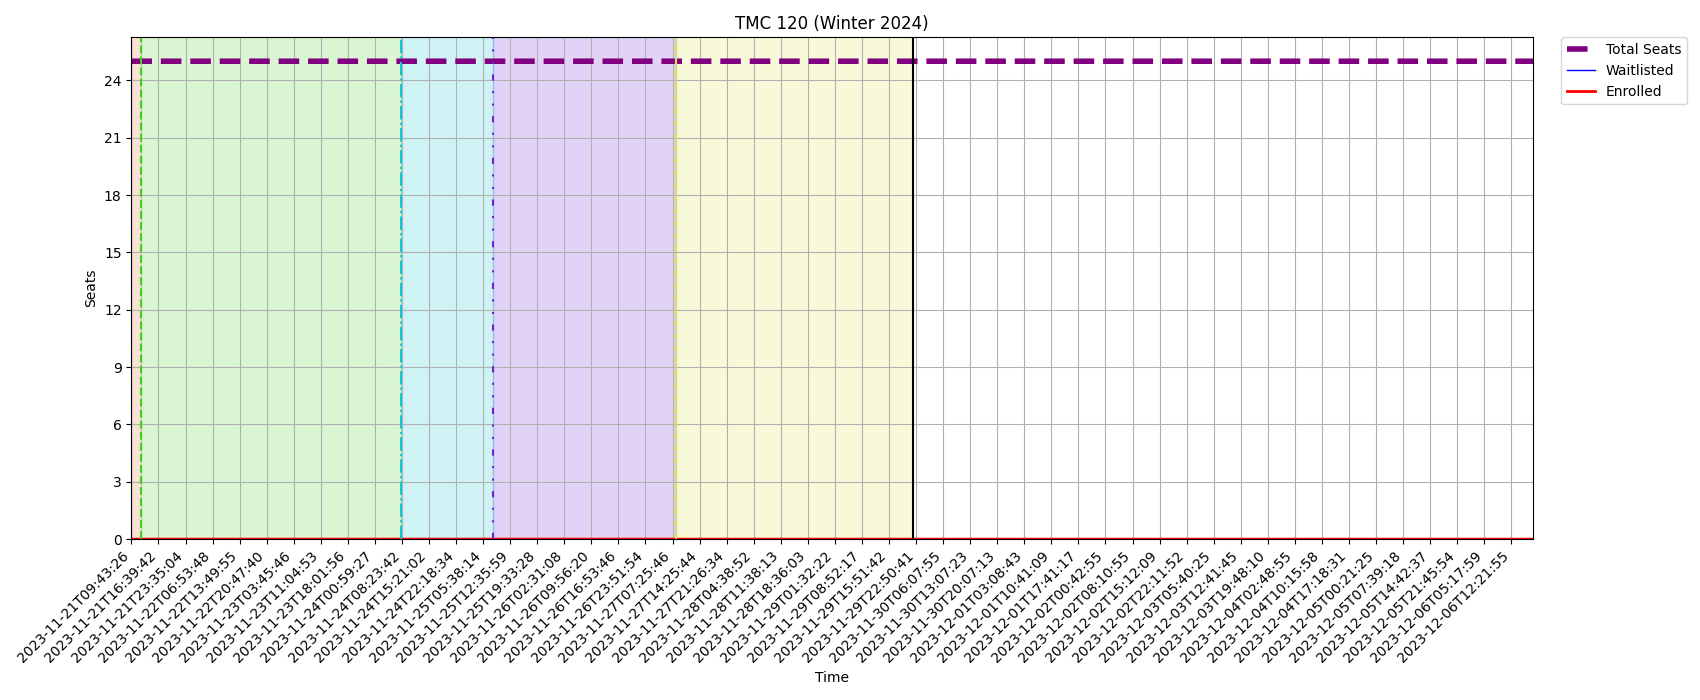 TMC 120 (Winter 2024)
Total Seats
Waitlisted
Enrolled
Seats
24
21
18
15
12
9
6
3
0
2023-11-21T09:43:26
2023-11-21T16:39:42
2023-11-21T23:35:04
2023-11-22T06:53:48
2023-11-22T13:49:55
2023-11-22T20:47:40
2023-11-23T03:45:46
2023-11-23T11:04:53
2023-11-23T18:01:56
2023-11-24T00:59:27
2023-11-24T08:23:42
2023-11-24T15:21:02
2023-11-24T22:18:34
2023-11-25T05:38:14
2023-11-25T12:35:59
2023-11-25T19:33:28
2023-11-26T02:31:08
2023-11-26T09:56:20
2023-11-26T16:53:46
2023-11-26T23:51:54
2023-11-27T07:25:46
2023-11-27T14:25:44
2023-11-27T21:26:34
2023-11-28T04:38:52
2023-11-28T11:38:13
2023-11-28T18:36:03
2023-11-29T01:32:22
2023-11-29T08:52:17
2023-11-29T15:51:42
2023-11-29T22:50:41
2023-11-30T06:07:55
2023-11-30T13:07:23
2023-11-30T20:07:13
2023-12-01T03:08:43
2023-12-01T10:41:09
2023-12-01T17:41:17
2023-12-02T00:42:55
2023-12-02T08:10:55
2023-12-02T15:12:09
2023-12-02T22:11:52
2023-12-03T05:40:25
2023-12-03T12:41:45
2023-12-03T19:48:10
2023-12-04T02:48:55
2023-12-04T10:15:58
2023-12-04T17:18:31
2023-12-05T00:21:25
2023-12-05T07:39:18
2023-12-05T14:42:37
2023-12-05T21:45:54
2023-12-06T05:17:59
2023-12-06T12:21:55
Time